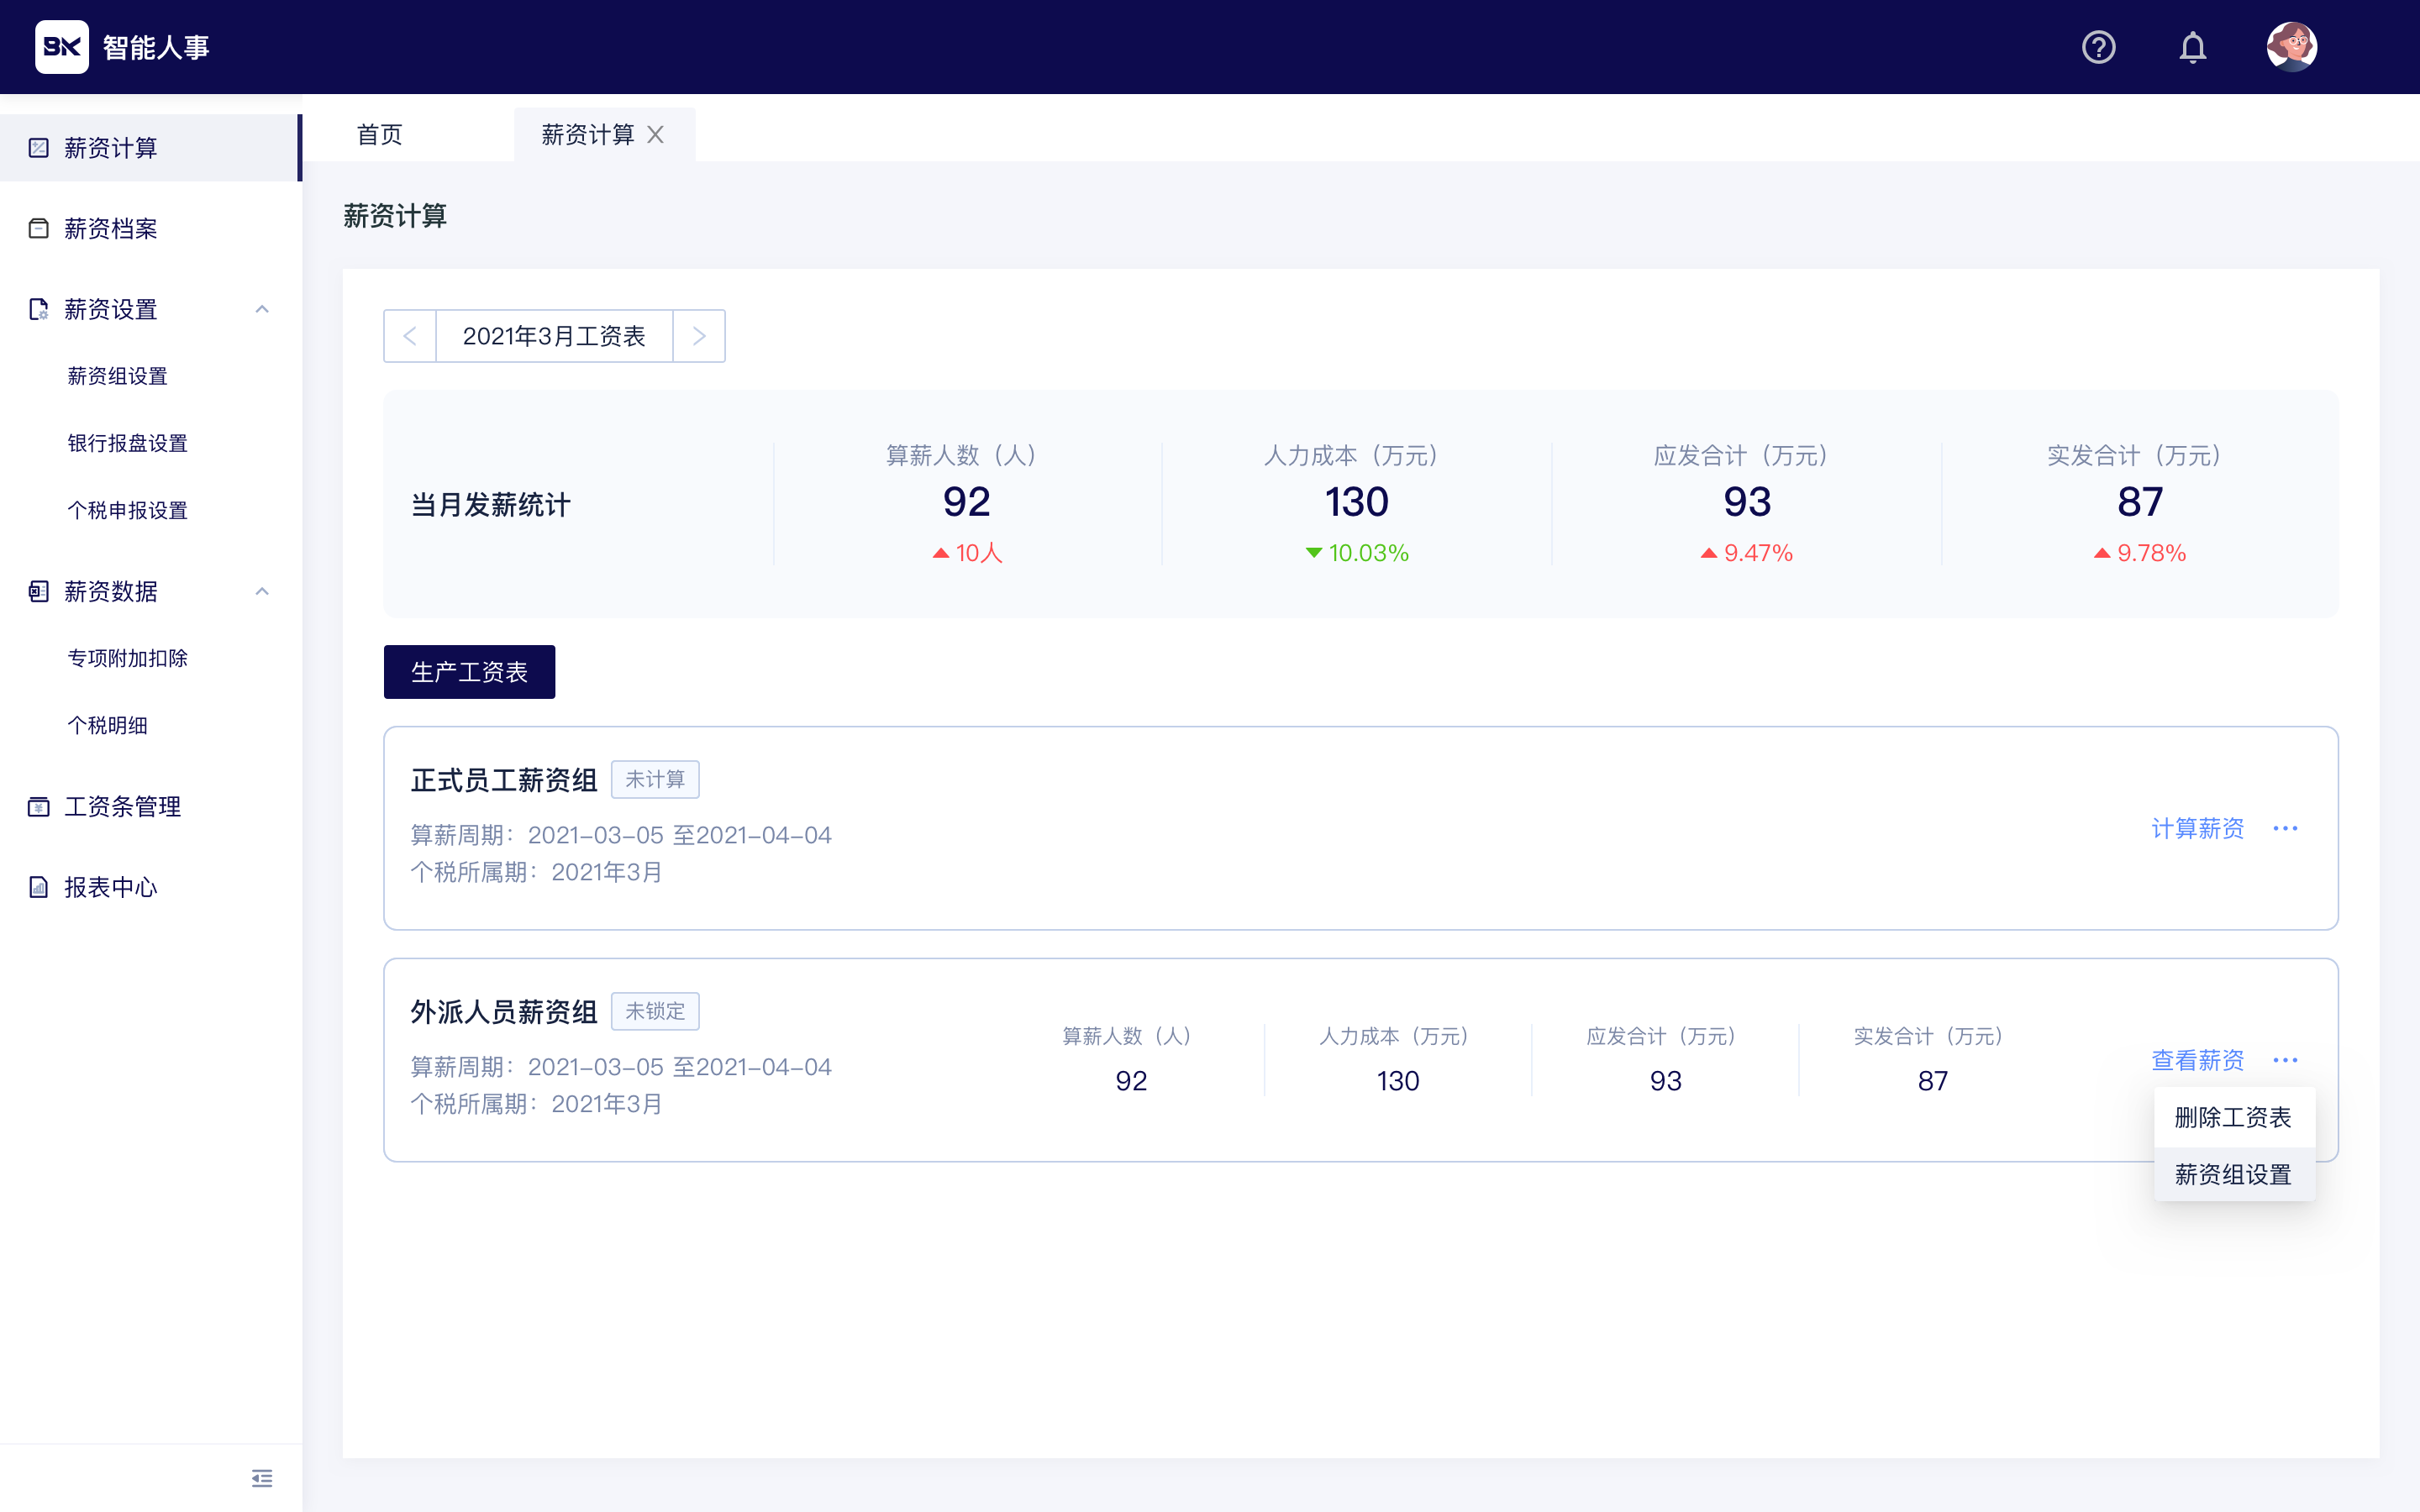 BK 智能人事
首页
薪资计算
薪资计算
薪资档案
薪资设置
薪资组设置
银行报盘设置
个税申报设置
薪资数据
专项附加扣除
个税明细
工资条管理
报表中心
薪资计算
2021年3月工资表
当月发薪统计
算薪人数（人）
92
10人
人力成本（万元）
130
10.03%
应发合计（万元）
93
9.47%
实发合计（万元）
87
9.78%
生产工资表
正式员工薪资组 未计算
算薪周期：2021-03-05 至2021-04-04
个税所属期：2021年3月
计算薪资 ···
外派人员薪资组 未锁定
算薪周期：2021-03-05 至2021-04-04
个税所属期：2021年3月
算薪人数（人）
92
人力成本（万元）
130
应发合计（万元）
93
实发合计（万元）
87
查看薪资 ···
删除工资表
薪资组设置